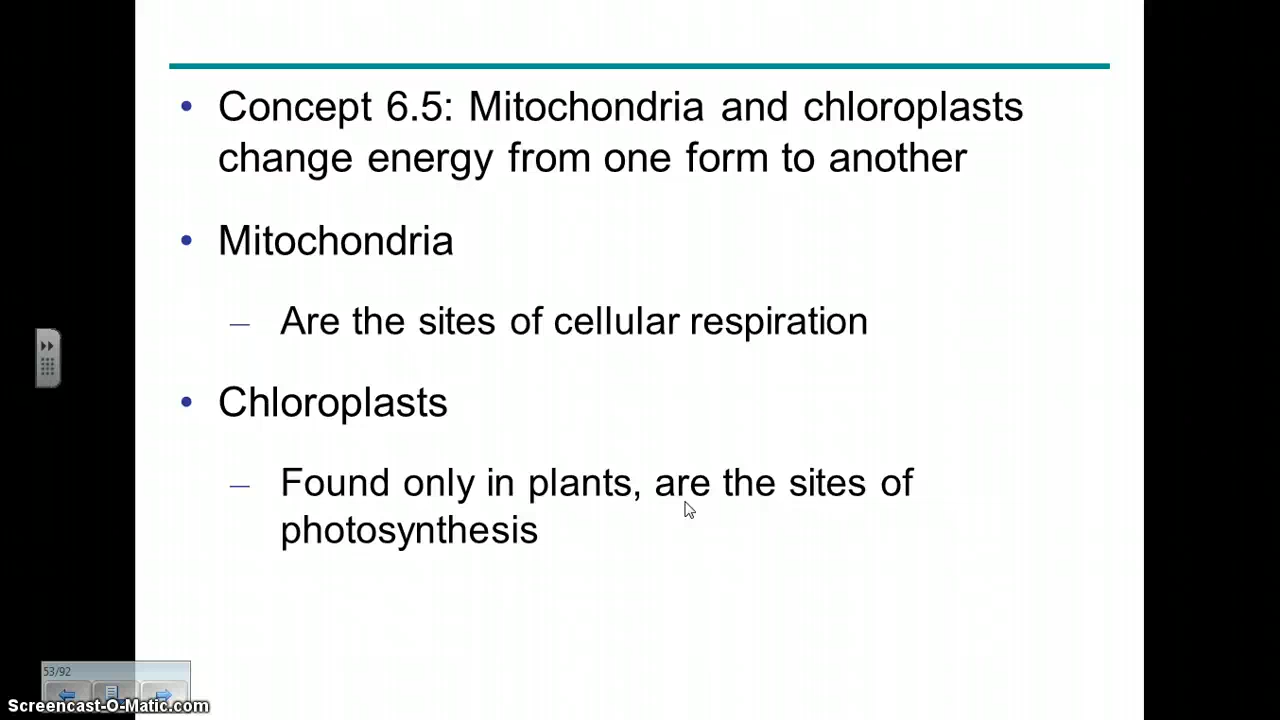 • Concept 6.5: Mitochondria and chloroplasts
change energy from one form to another
• Mitochondria
– Are the sites of cellular respiration
• Chloroplasts
– Found only in plants, are the sites of
photosynthesis
53/92
Screencast-O-Matic.com